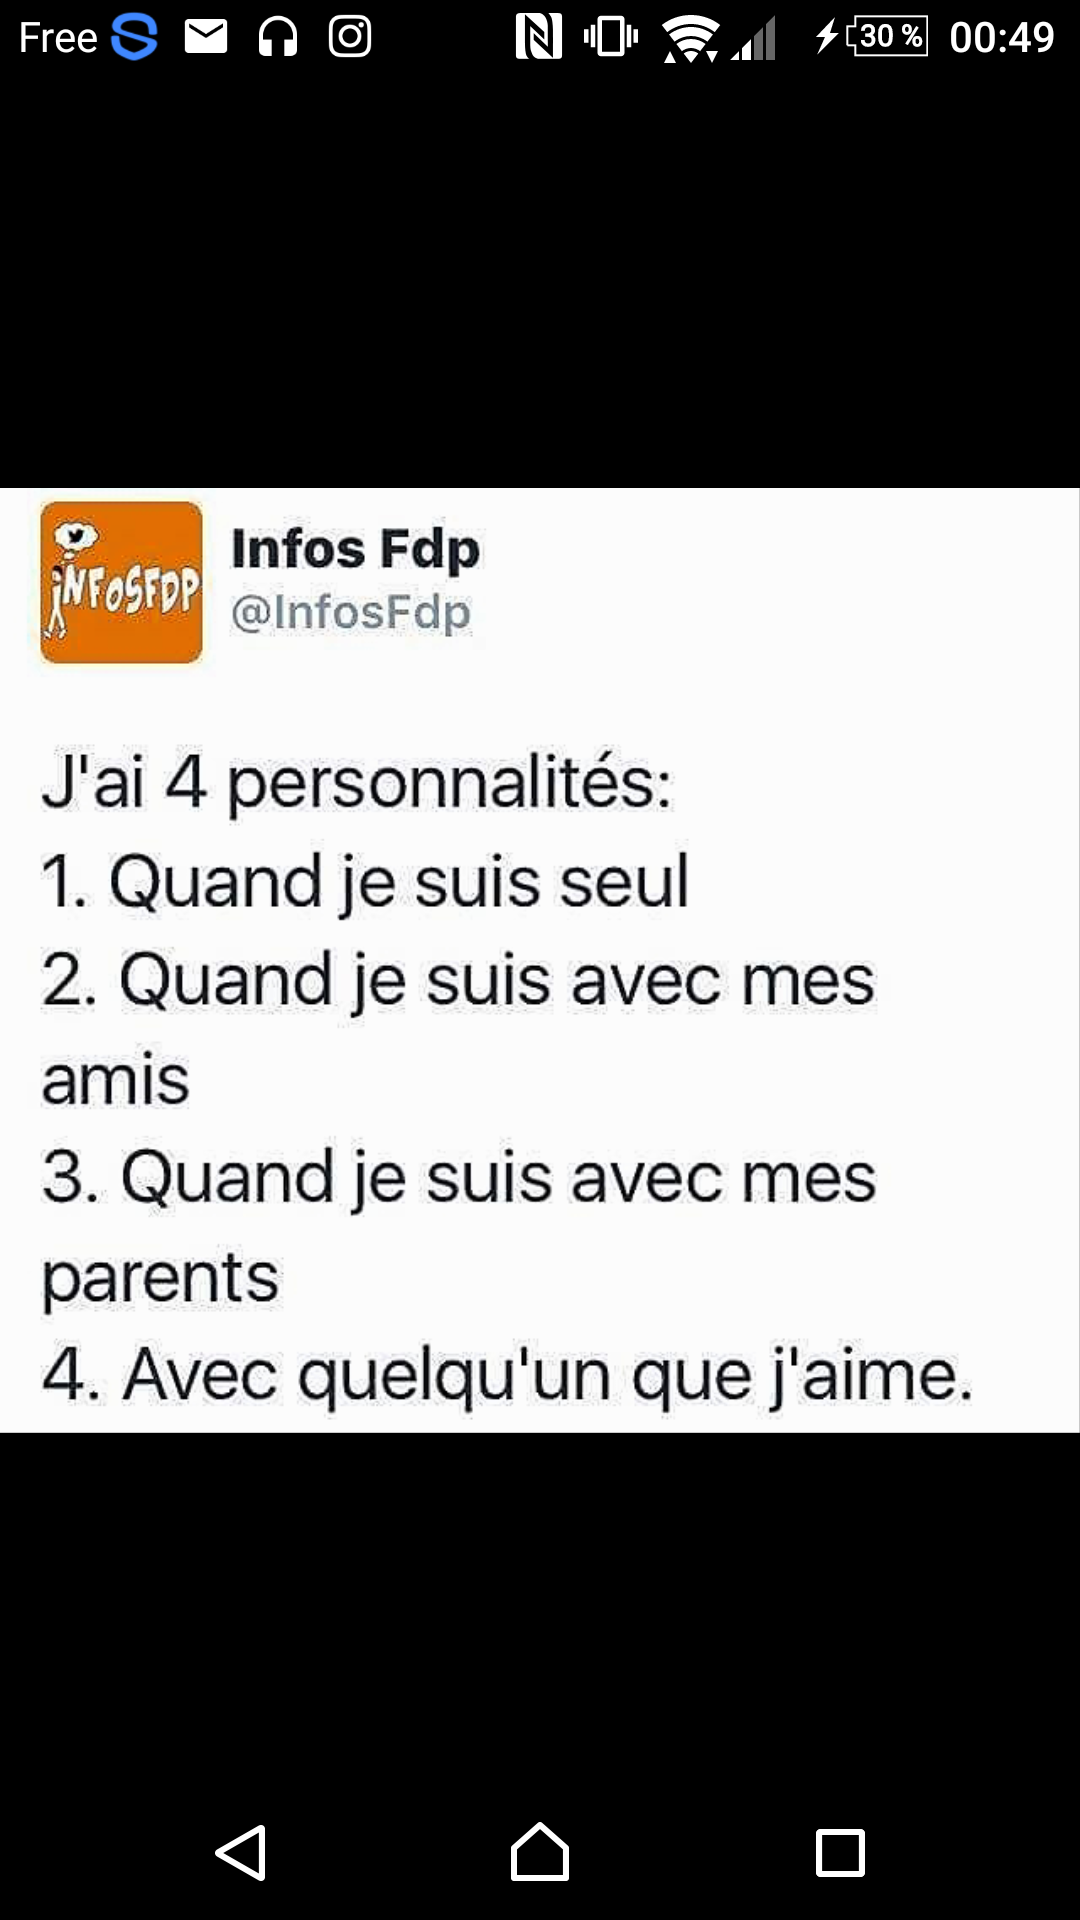 Free 30 % 00:49
iNFOSFDP
Infos Fdp
@InfosFdp
J'ai 4 personnalités:
1. Quand je suis seul
2. Quand je suis avec mes
amis
3. Quand je suis avec mes
parents
4. Avec quelqu'un que j'aime.